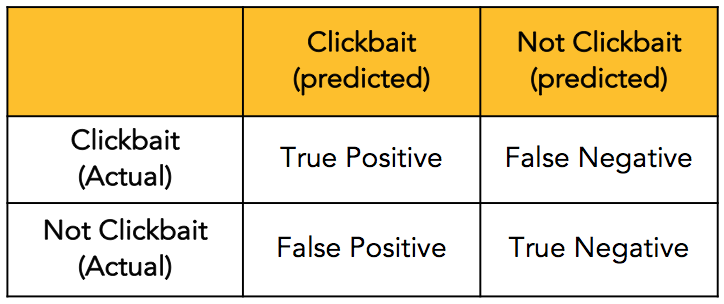 Clickbait
(predicted)
Not Clickbait
(predicted)
Clickbait
(Actual)
True Positive
False Negative
Not Clickbait
(Actual)
False Positive
True Negative